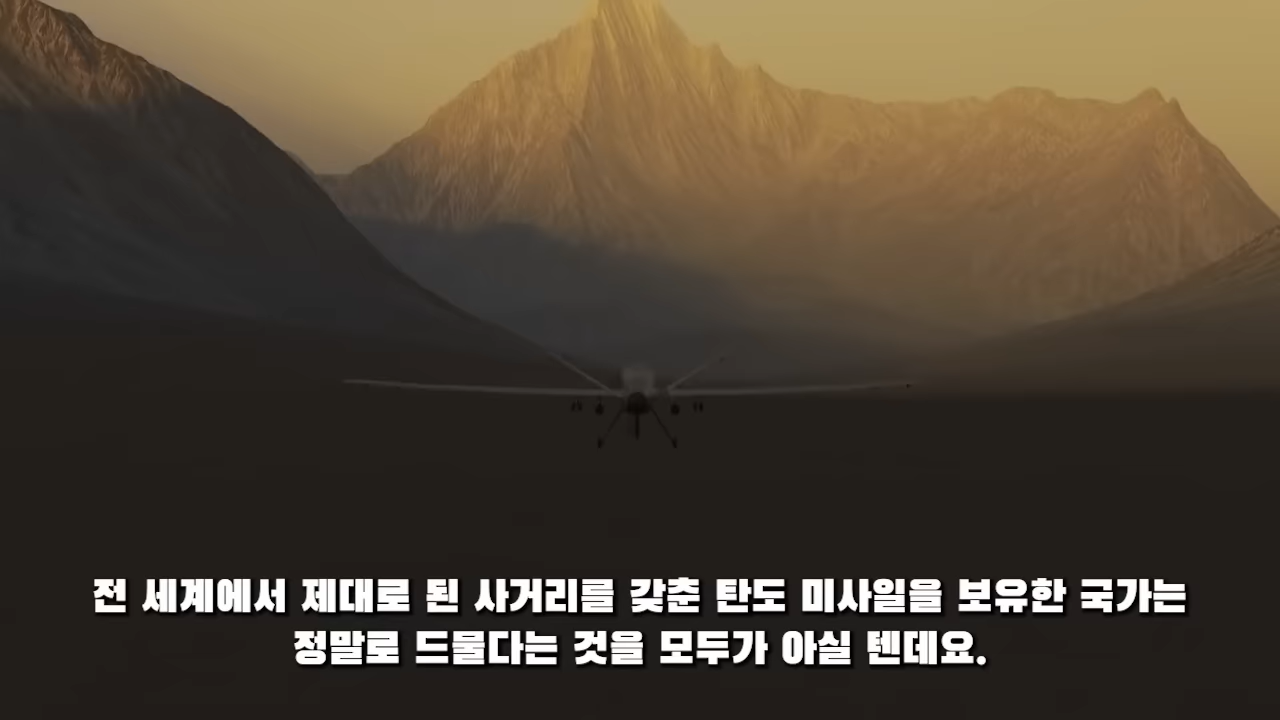 전 세계에서 제대로 된 사거리를 갖춘 탄도 미사일을 보유한 국가는
정말로 드물다는 것을 모두가 아실 텐데요.